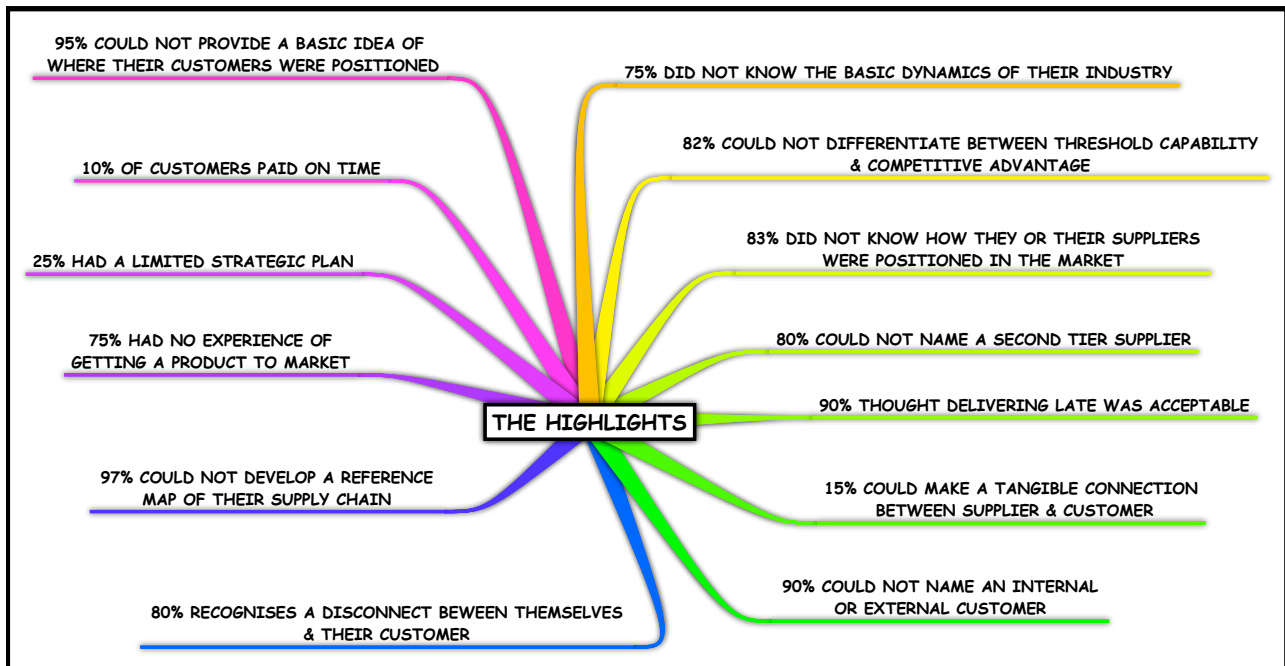 95% COULD NOT PROVIDE A BASIC IDEA OF
WHERE THEIR CUSTOMERS WERE POSITIONED
10% OF CUSTOMERS PAID ON TIME
25% HAD A LIMITED STRATEGIC PLAN
75% HAD NO EXPERIENCE OF
GETTING A PRODUCT TO MARKET
97% COULD NOT DEVELOP A REFERENCE
MAP OF THEIR SUPPLY CHAIN
80% RECOGNISES A DISCONNECT BEWEEN THEMSELVES
& THEIR CUSTOMER
THE HIGHLIGHTS
75% DID NOT KNOW THE BASIC DYNAMICS OF THEIR INDUSTRY
82% COULD NOT DIFFERENTIATE BETWEEN THRESHOLD CAPABILITY
& COMPETITIVE ADVANTAGE
83% DID NOT KNOW HOW THEY OR THEIR SUPPLIERS
WERE POSITIONED IN THE MARKET
80% COULD NOT NAME A SECOND TIER SUPPLIER
90% THOUGHT DELIVERING LATE WAS ACCEPTABLE
15% COULD MAKE A TANGIBLE CONNECTION
BETWEEN SUPPLIER & CUSTOMER
90% COULD NOT NAME AN INTERNAL
OR EXTERNAL CUSTOMER